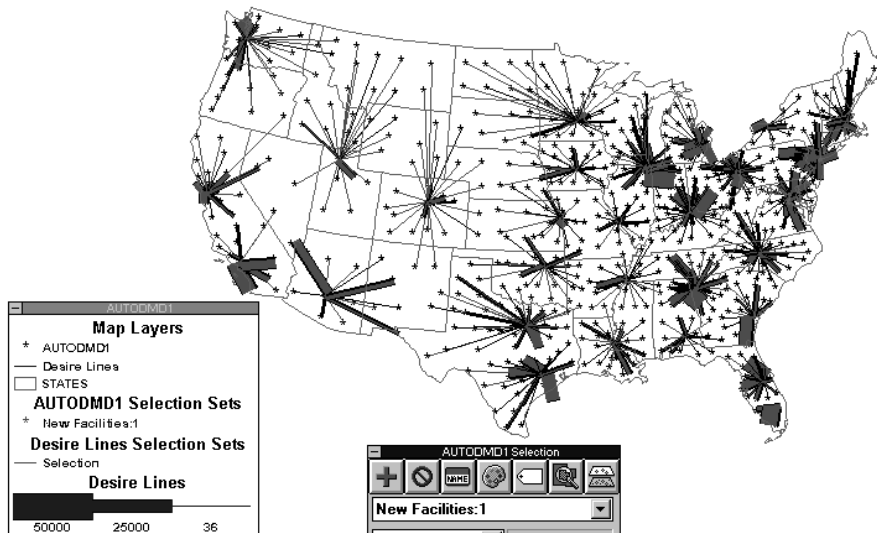 AUTODMD1
Map Layers
* AUTODMD1
Desire Lines
STATES
AUTODMD1 Selection Sets
* New Facilities:1
Desire Lines Selection Sets
Selection
Desire Lines
50000 25000 36
AUTODMD1 Selection
NAME
New Facilities:1